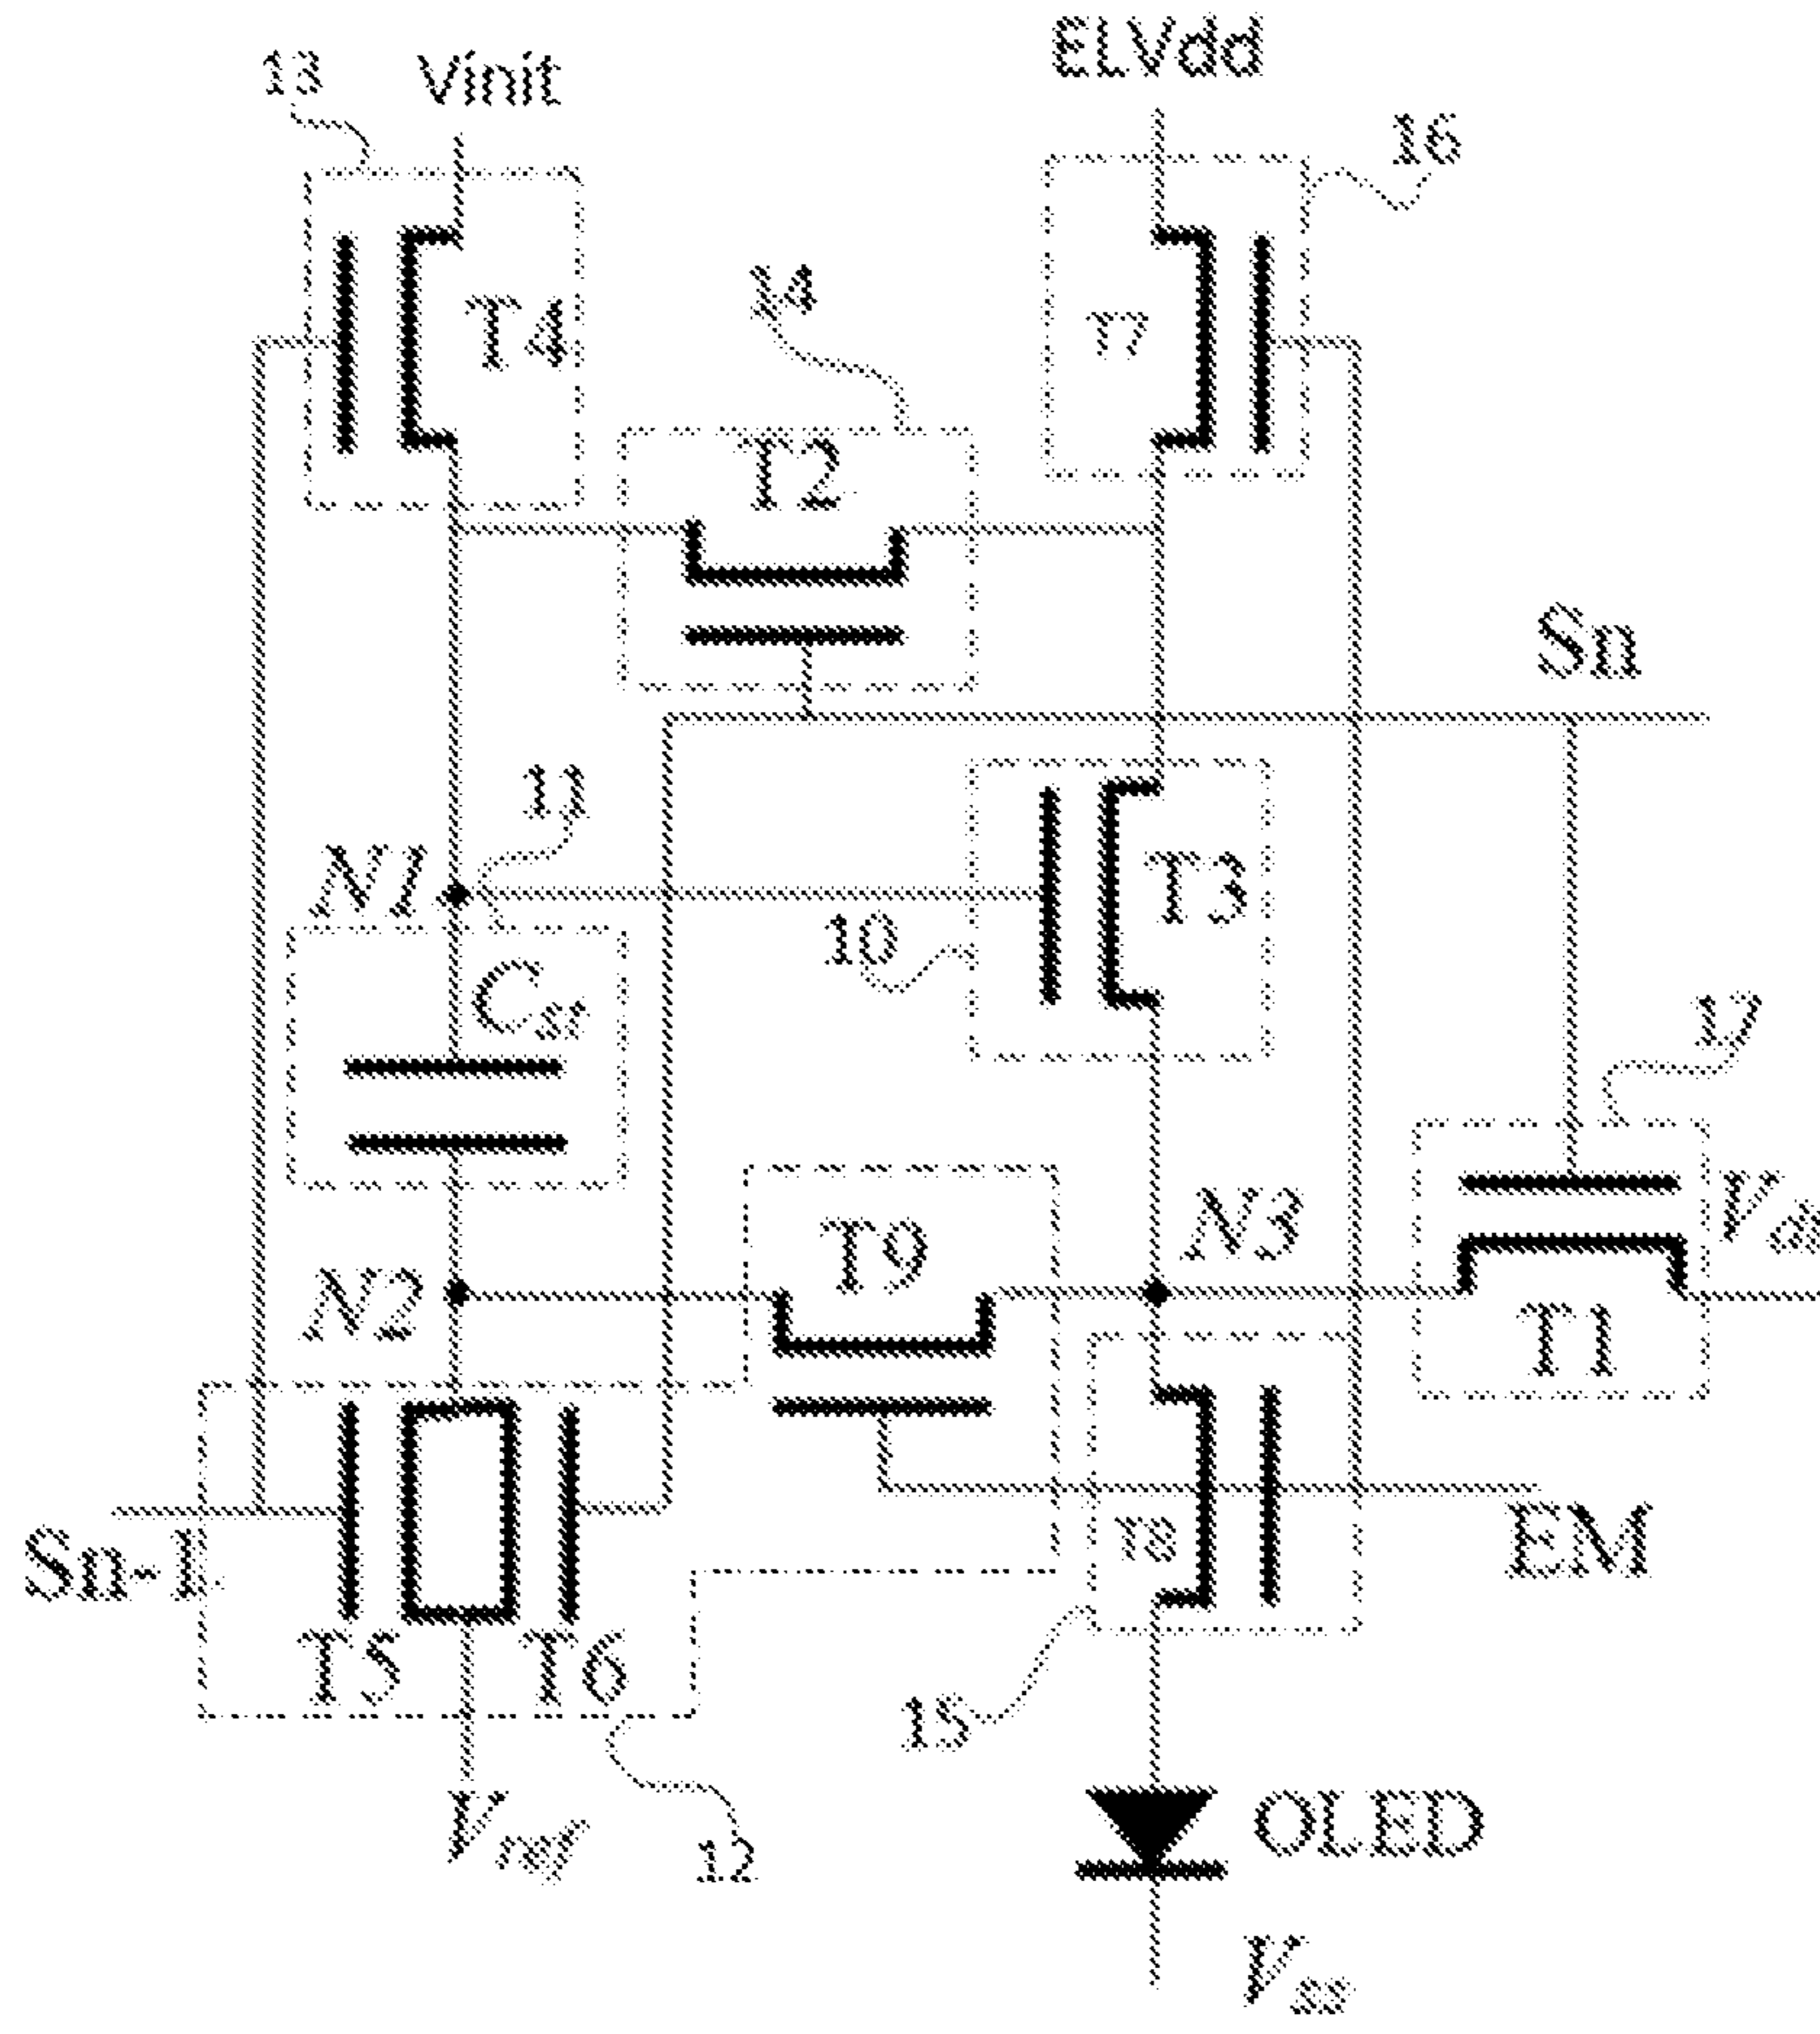 ELVdd
13
Vinit
16
14
T4
T7
T2
Sn
11
N1
T3
10
Cst
17
N3
T9
N2
T1
T8
EM
Sn-1
T5
T6
15
Vref
12
OLED
Vss